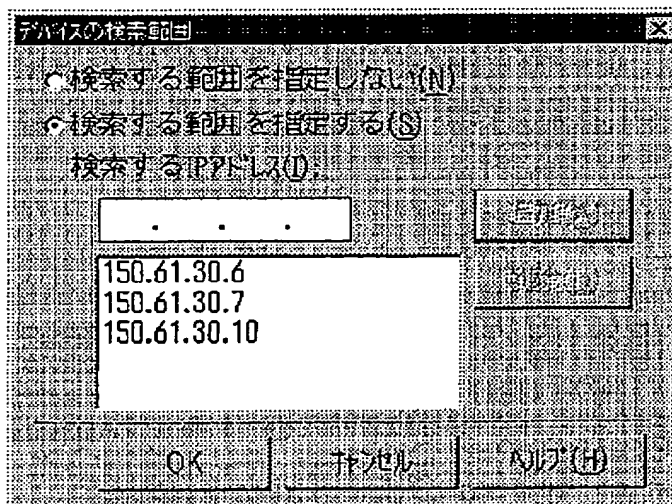 デバイスの検索範囲
検索する範囲を指定しない(N)
検索する範囲を指定する(S)
検索するIPアドレス(I):
. . .
追加(A)
150.61.30.6
150.61.30.7
150.61.30.10
OK
キャンセル
ヘルプ(H)